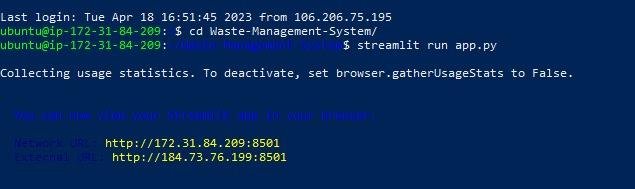 Last login: Tue Apr 18 16:51:45 2023 from 106.206.75.195
ubuntu@ip-172-31-84-209:~$ cd Waste-Management-System/
ubuntu@ip-172-31-84-209:~/Waste-Management-System$ streamlit run app.py
Collecting usage statistics. To deactivate, set browser.gatherUsageStats to False.
You can now view your Streamlit app in your browser.
Network URL: http://172.31.84.209:8501
External URL: http://184.73.76.199:8501